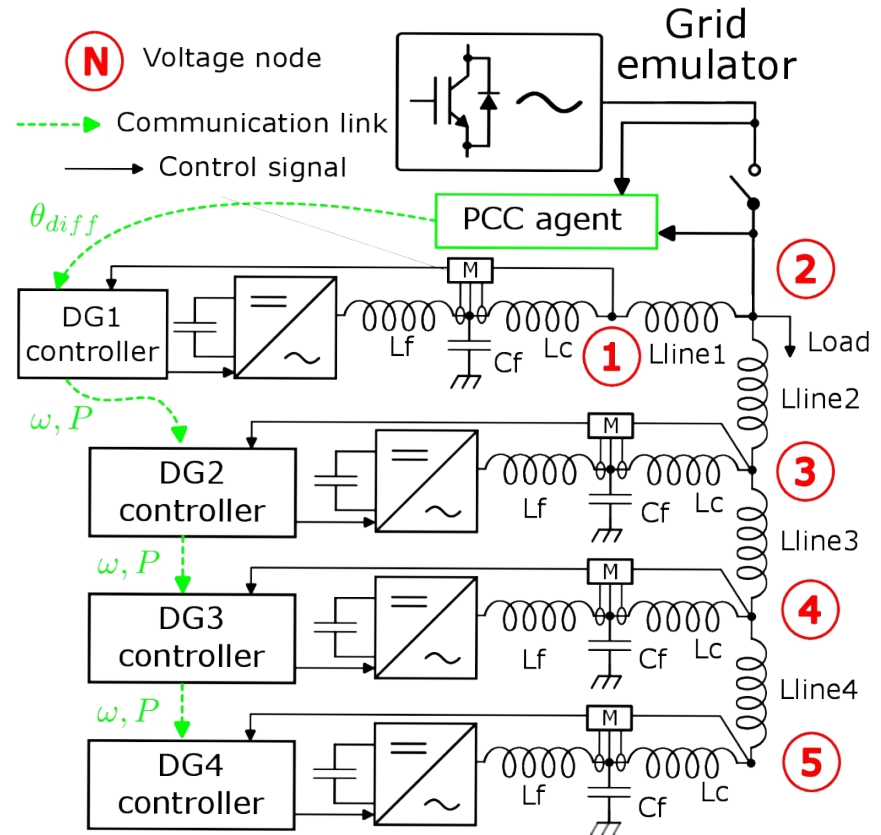 Grid
emulator
N Voltage node
Communication link
Control signal
PCC agent
θdiff
2
M
DG1
controller
Lf
Cf
Lc
1
Lline1
Load
Lline2
ω, P
M
DG2
controller
Lf
Cf
Lc
3
Lline3
ω, P
M
DG3
controller
Lf
Cf
Lc
4
Lline4
ω, P
M
DG4
controller
Lf
Cf
Lc
5